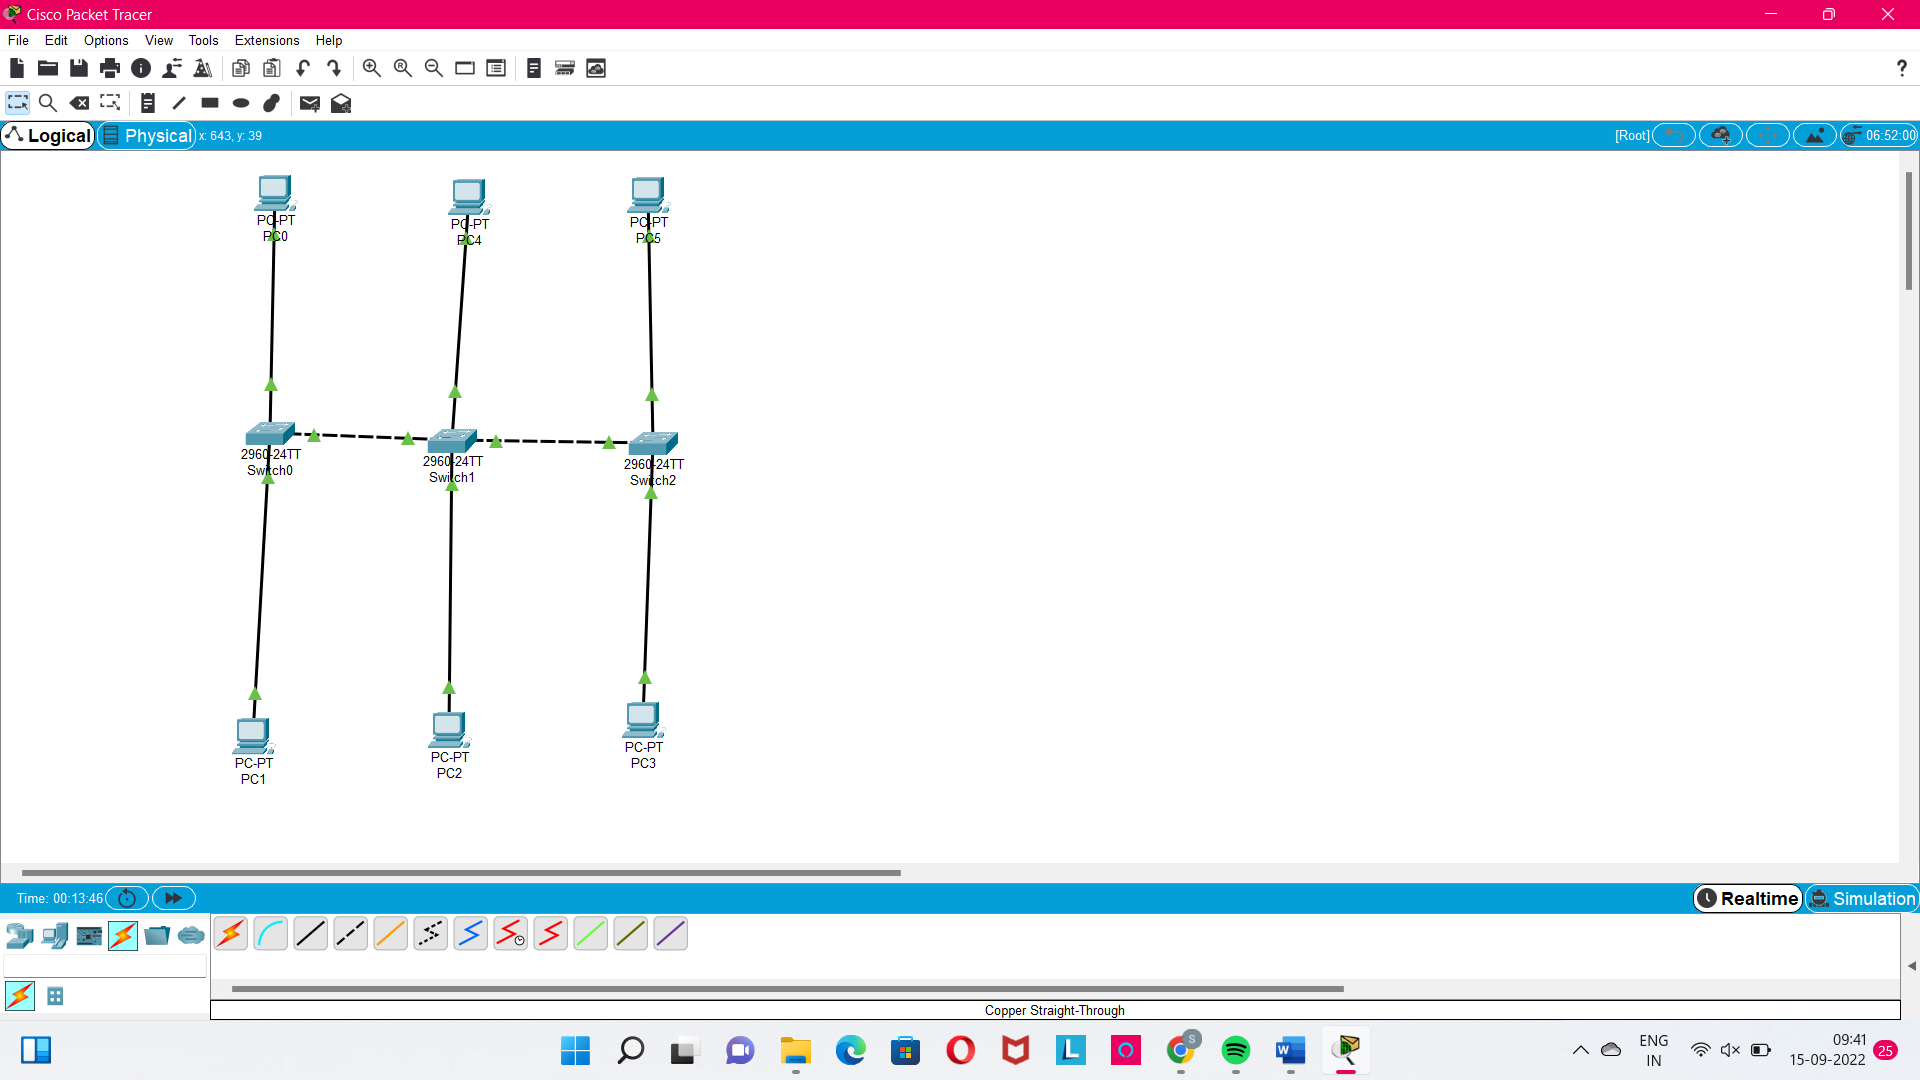 Cisco Packet Tracer
File Edit Options View Tools Extensions Help
Logical Physical x: 643, y: 39 [Root] 06:52:00
PC-PT
PC0
PC-PT
PC4
PC-PT
PC5
2960-24TT
Switch0
2960-24TT
Switch1
2960-24TT
Switch2
PC-PT
PC1
PC-PT
PC2
PC-PT
PC3
Time: 00:13:46 Realtime Simulation
Copper Straight-Through
ENG
IN
09:41
15-09-2022
25